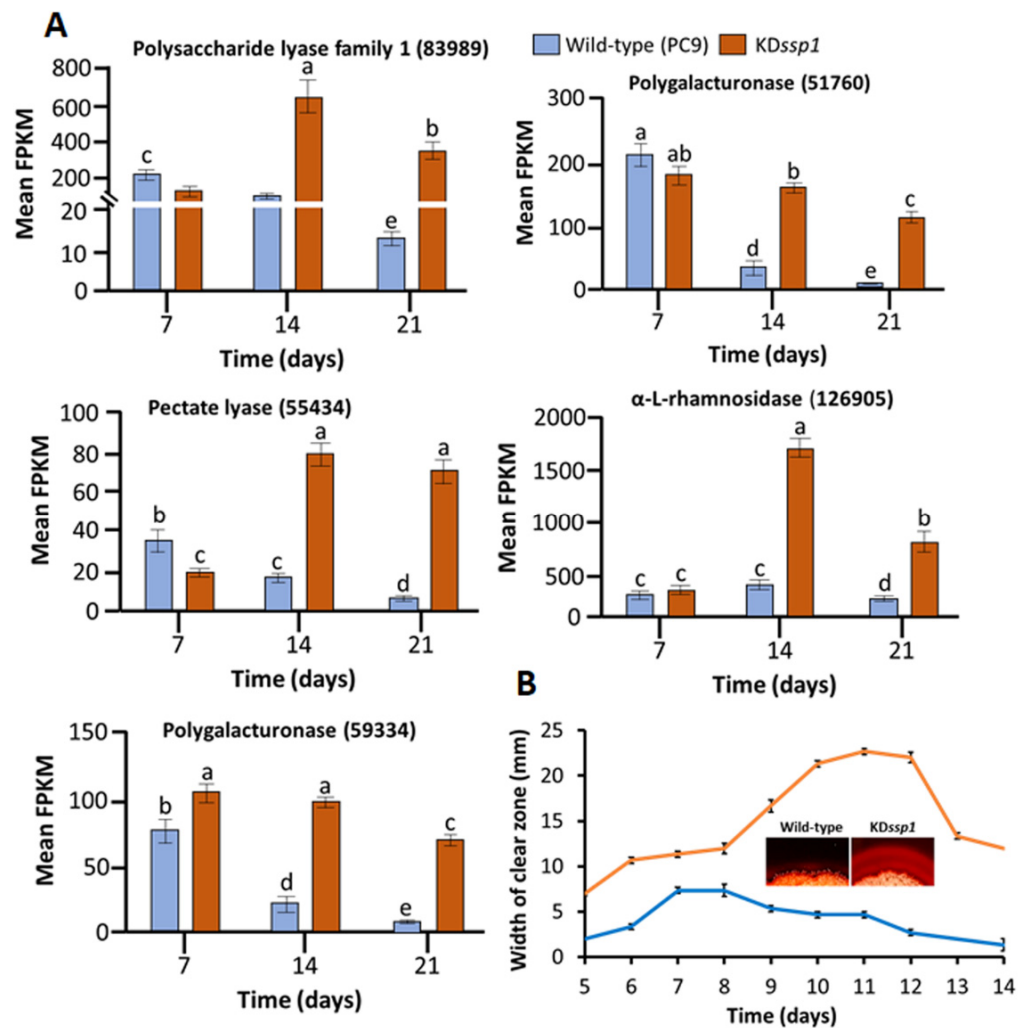 A
Polysaccharide lyase family 1 (83989)
Mean FPKM
800
600
400
200
20
10
0
c
a
e
b
7 14 21
Time (days)
Wild-type (PC9) KDssp1
Polygalacturonase (51760)
Mean FPKM
300
200
100
0
a
ab
d
b
e
c
7 14 21
Time (days)
Pectate lyase (55434)
Mean FPKM
100
80
60
40
20
0
b
c
c
a
d
a
7 14 21
Time (days)
α-L-rhamnosidase (126905)
Mean FPKM
2000
1500
1000
500
0
c
c
c
a
d
b
7 14 21
Time (days)
Polygalacturonase (59334)
Mean FPKM
150
100
50
0
b
a
d
a
e
c
7 14 21
Time (days)
B
Width of clear zone (mm)
25
20
15
10
5
0
Wild-type KDssp1
5 6 7 8 9 10 11 12 13 14
Time (days)